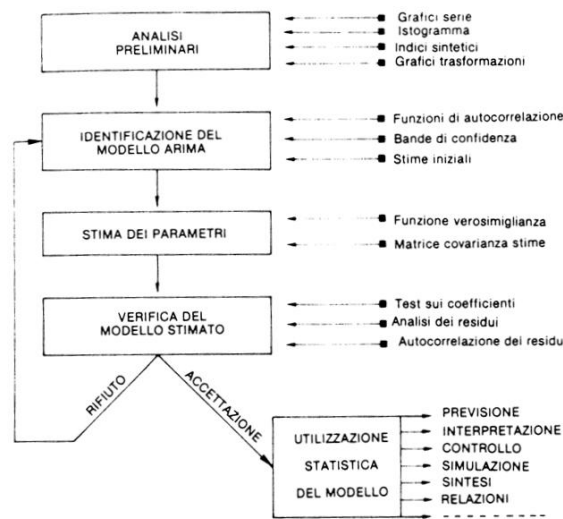 ANALISI
PRELIMINARI
Grafici serie
Istogramma
Indici sintetici
Grafici trasformazioni
IDENTIFICAZIONE DEL
MODELLO ARIMA
Funzioni di autocorrelazione
Bande di confidenza
Stime iniziali
STIMA DEI PARAMETRI
Funzione verosimiglianza
Matrice covarianza stime
VERIFICA DEL
MODELLO STIMATO
Test sui coefficienti
Analisi dei residui
Autocorrelazione dei residu
RIFIUTO
ACCETTAZIONE
UTILIZZAZIONE
STATISTICA
DEL MODELLO
PREVISIONE
INTERPRETAZIONE
CONTROLLO
SIMULAZIONE
SINTESI
RELAZIONI